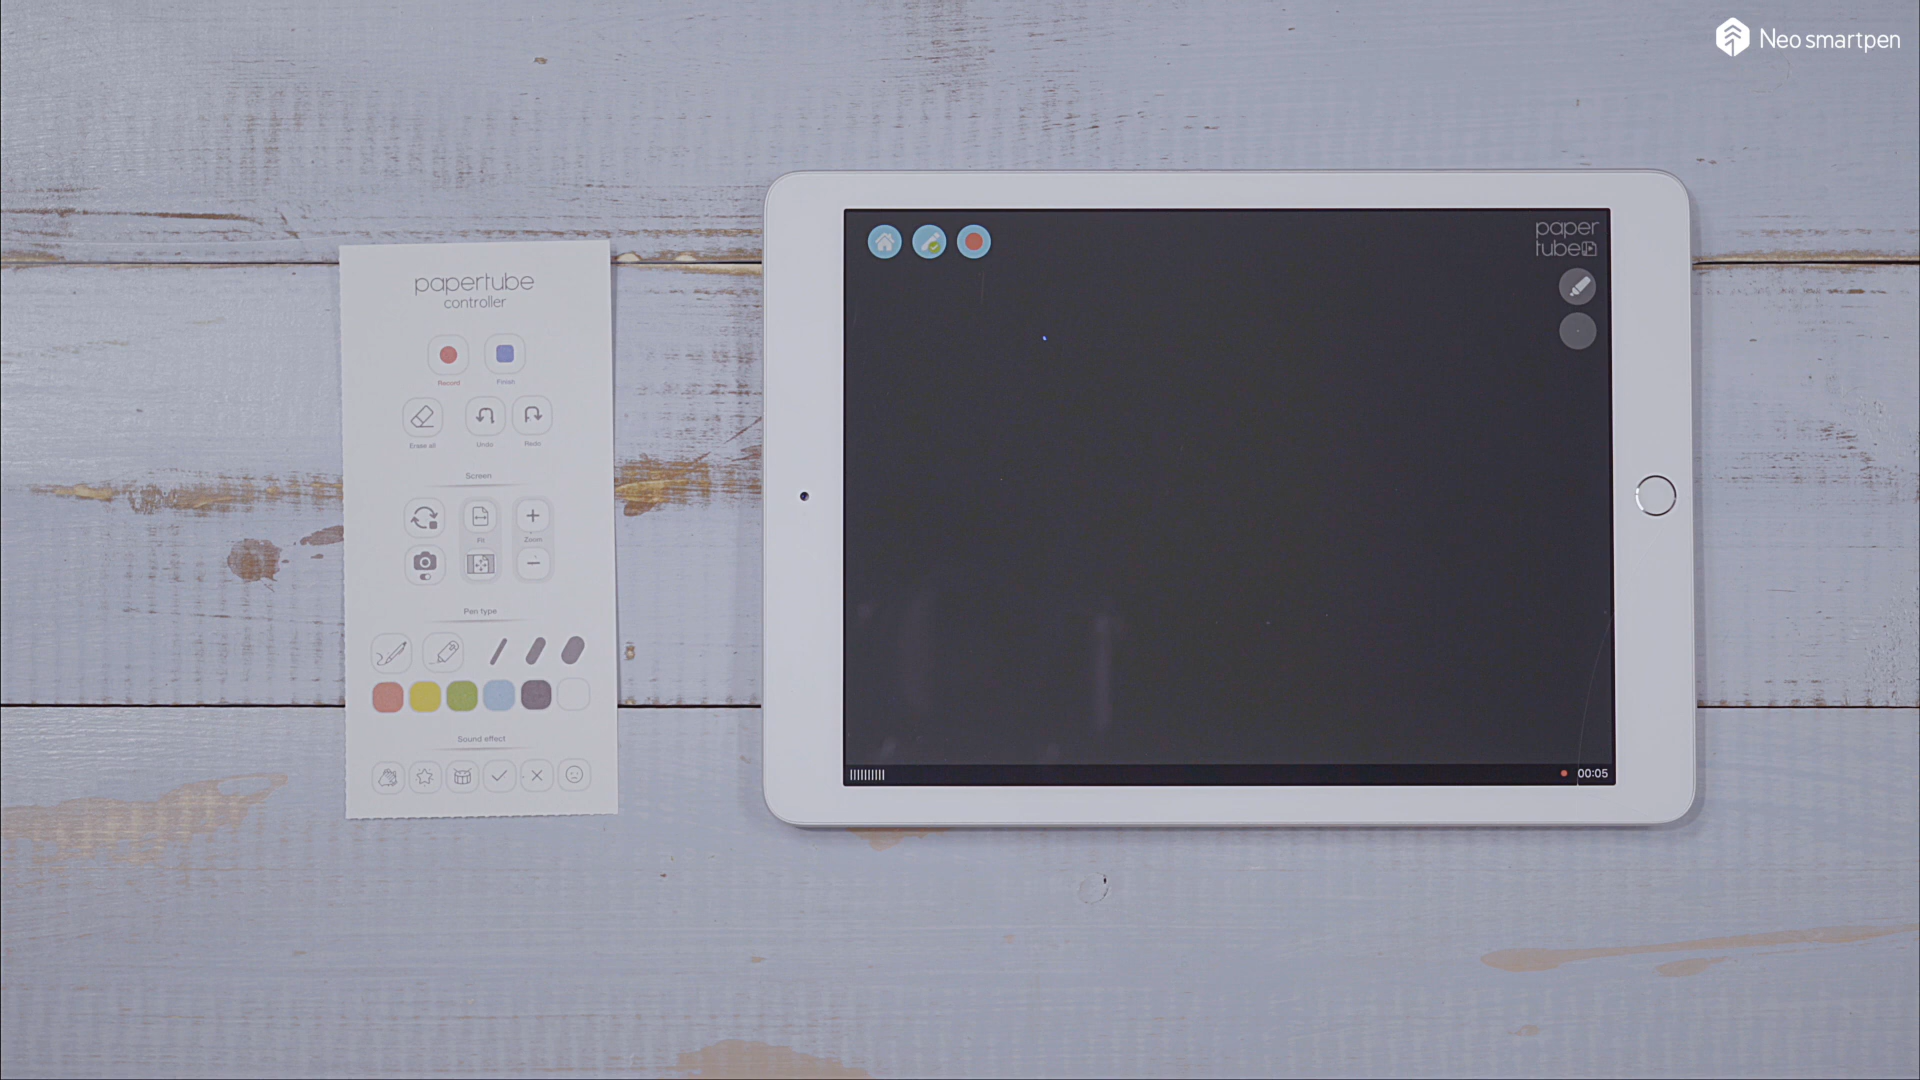 Neo smartpen
papertube
controller
Record
Finish
Erase all
Undo
Redo
Screen
Fit
Zoom
Pen type
Sound effect
paper
tube
00:05